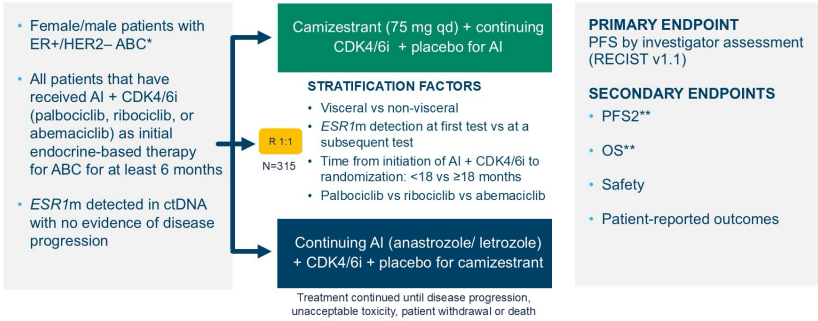 • Female/male patients with
ER+/HER2– ABC*
• All patients that have
received AI + CDK4/6i
(palbociclib, ribociclib, or
abemaciclib) as initial
endocrine-based therapy
for ABC for at least 6 months
• ESR1m detected in ctDNA
with no evidence of disease
progression
R 1:1
N=315
Camizestrant (75 mg qd) + continuing
CDK4/6i + placebo for AI
STRATIFICATION FACTORS
• Visceral vs non-visceral
• ESR1m detection at first test vs at a
subsequent test
• Time from initiation of AI + CDK4/6i to
randomization: <18 vs ≥18 months
• Palbociclib vs ribociclib vs abemaciclib
Continuing AI (anastrozole/ letrozole)
+ CDK4/6i + placebo for camizestrant
Treatment continued until disease progression,
unacceptable toxicity, patient withdrawal or death
PRIMARY ENDPOINT
PFS by investigator assessment
(RECIST v1.1)
SECONDARY ENDPOINTS
• PFS2**
• OS**
• Safety
• Patient-reported outcomes